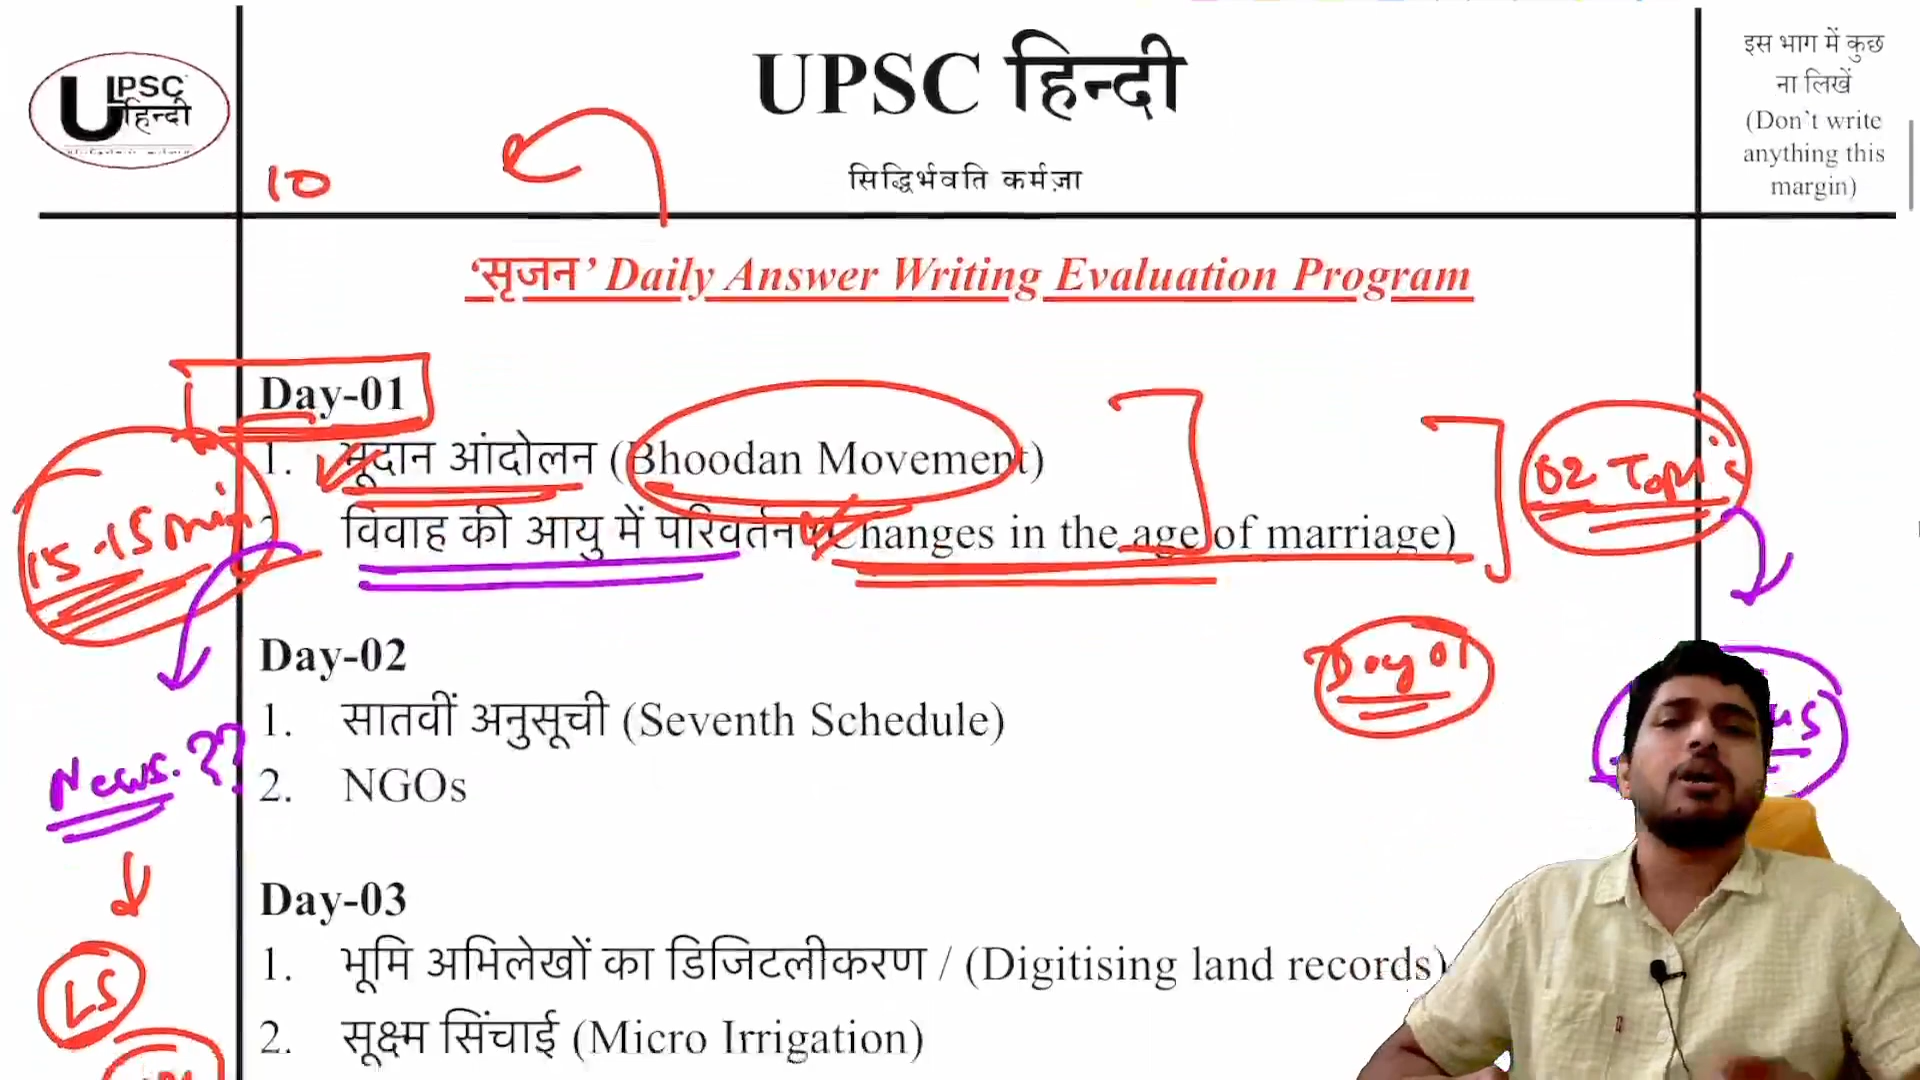 UPSC हिन्दी
UPSC हिन्दी
सिद्धिर्भवति कर्मज़ा
इस भाग में कुछ
ना लिखें
(Don`t write
anything this
margin)
10
‘सृजन’ Daily Answer Writing Evaluation Program
Day-01
1. भूदान आंदोलन (Bhoodan Movement)
विवाह की आयु में परिवर्तन (Changes in the age of marriage)
02 Topic
15-15 min
Day-02
Day 01
1. सातवीं अनुसूची (Seventh Schedule)
2. NGOs
News. ??
Day-03
1. भूमि अभिलेखों का डिजिटलीकरण / (Digitising land records)
LS
2. सूक्ष्म सिंचाई (Micro Irrigation)